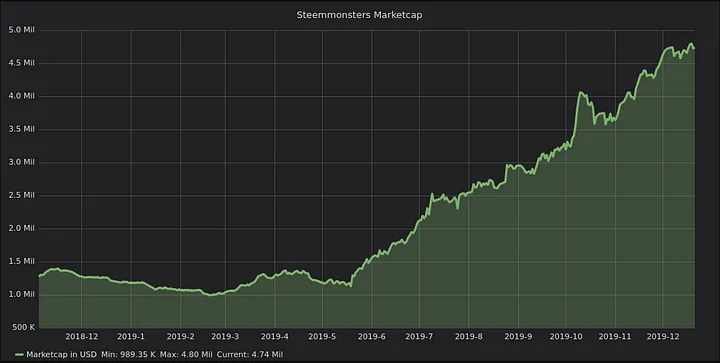 Steemmonsters Marketcap
5.0 Mil
4.5 Mil
4.0 Mil
3.5 Mil
3.0 Mil
2.5 Mil
2.0 Mil
1.5 Mil
1.0 Mil
500 K
2018-12 2019-1 2019-2 2019-3 2019-4 2019-5 2019-6 2019-7 2019-8 2019-9 2019-10 2019-11 2019-12
Marketcap in USD Min: 989.35 K Max: 4.80 Mil Current: 4.74 Mil